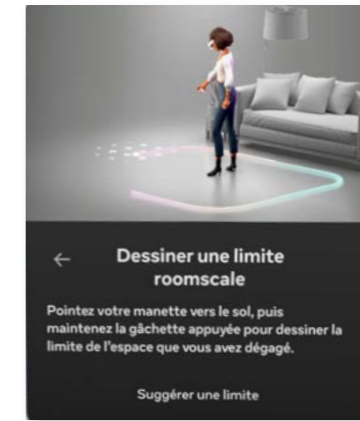 Dessiner une limite
roomscale
Pointez votre manette vers le sol, puis
maintenez la gâchette appuyée pour dessiner la
limite de l'espace que vous avez dégagé.
Suggérer une limite